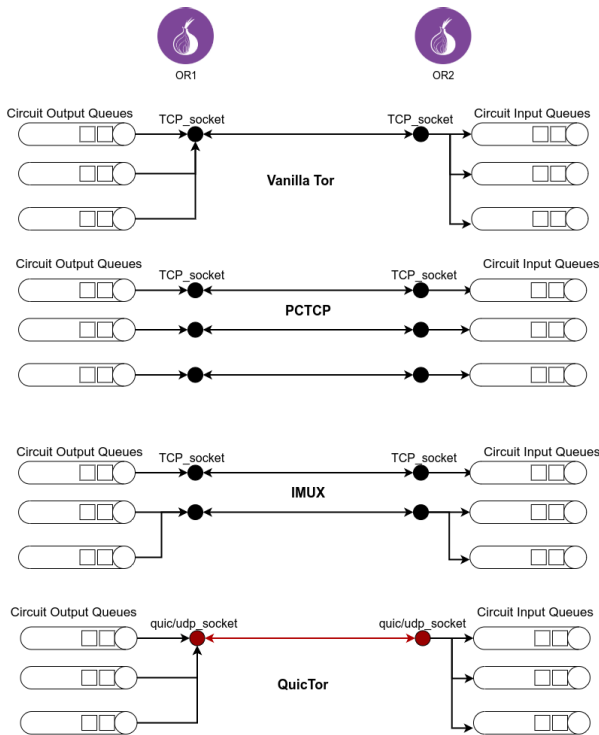 OR1
OR2
Circuit Output Queues
TCP_socket
TCP_socket
Circuit Input Queues
Vanilla Tor
Circuit Output Queues
TCP_socket
TCP_socket
Circuit Input Queues
PCTCP
Circuit Output Queues
TCP_socket
TCP_socket
Circuit Input Queues
IMUX
Circuit Output Queues
quic/udp_socket
quic/udp_socket
Circuit Input Queues
QuicTor